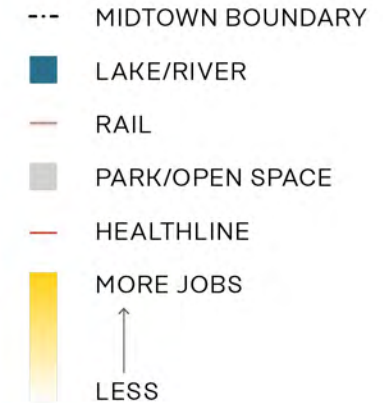 MIDTOWN BOUNDARY
LAKE/RIVER
RAIL
PARK/OPEN SPACE
HEALTHLINE
MORE JOBS
LESS